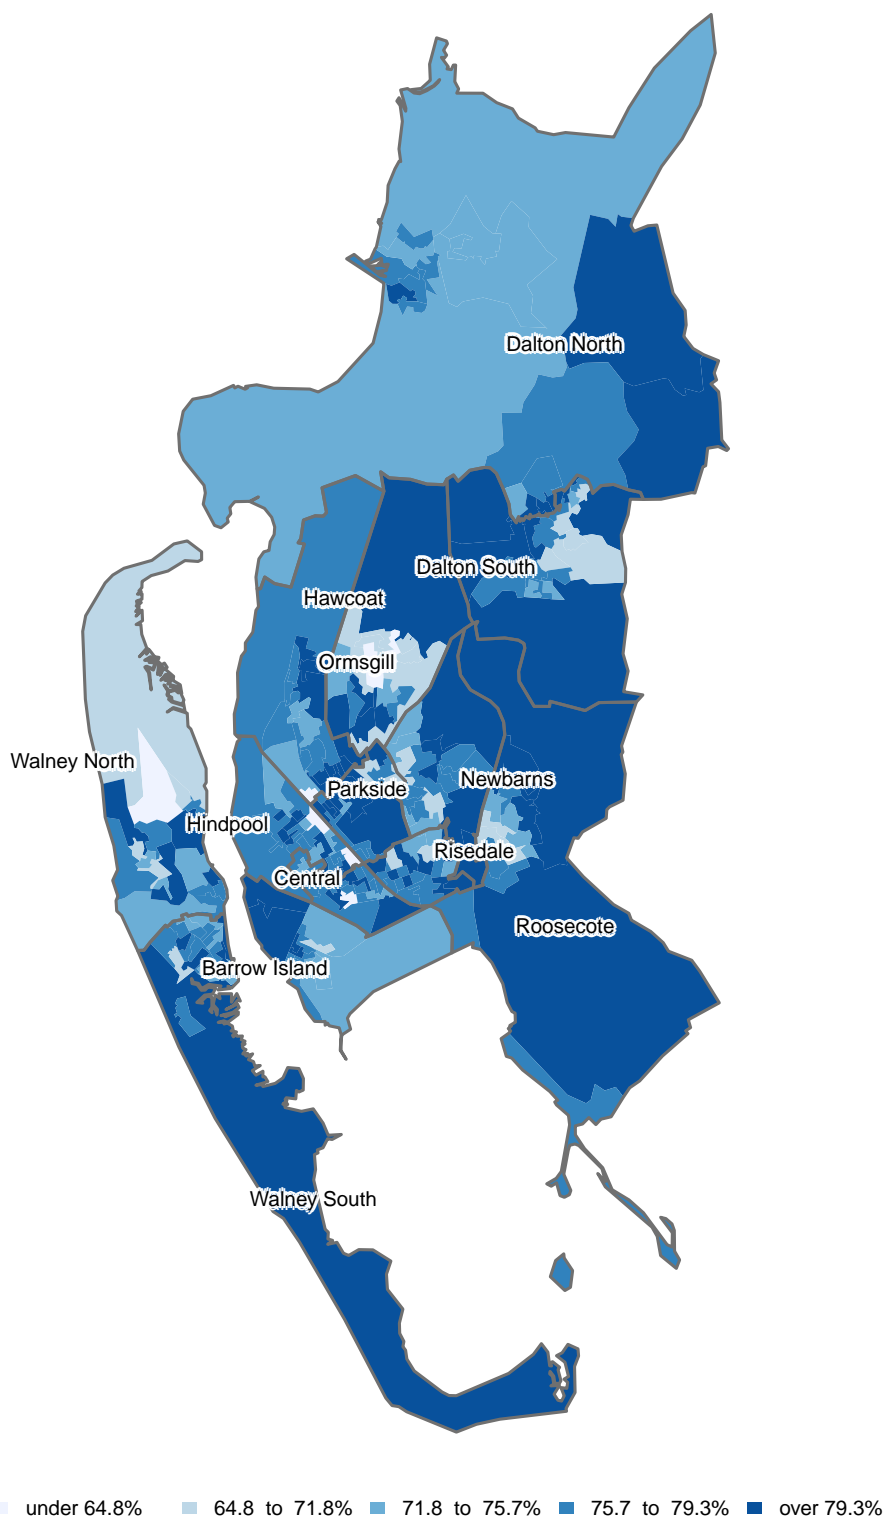 Dalton North
Dalton South
Hawcoat
Ormsgill
Walney North
Newbarns
Parkside
Hindpool
Risedale
Central
Roosecote
Barrow Island
Walney South
under 64.8% 64.8 to 71.8% 71.8 to 75.7% 75.7 to 79.3% over 79.3%